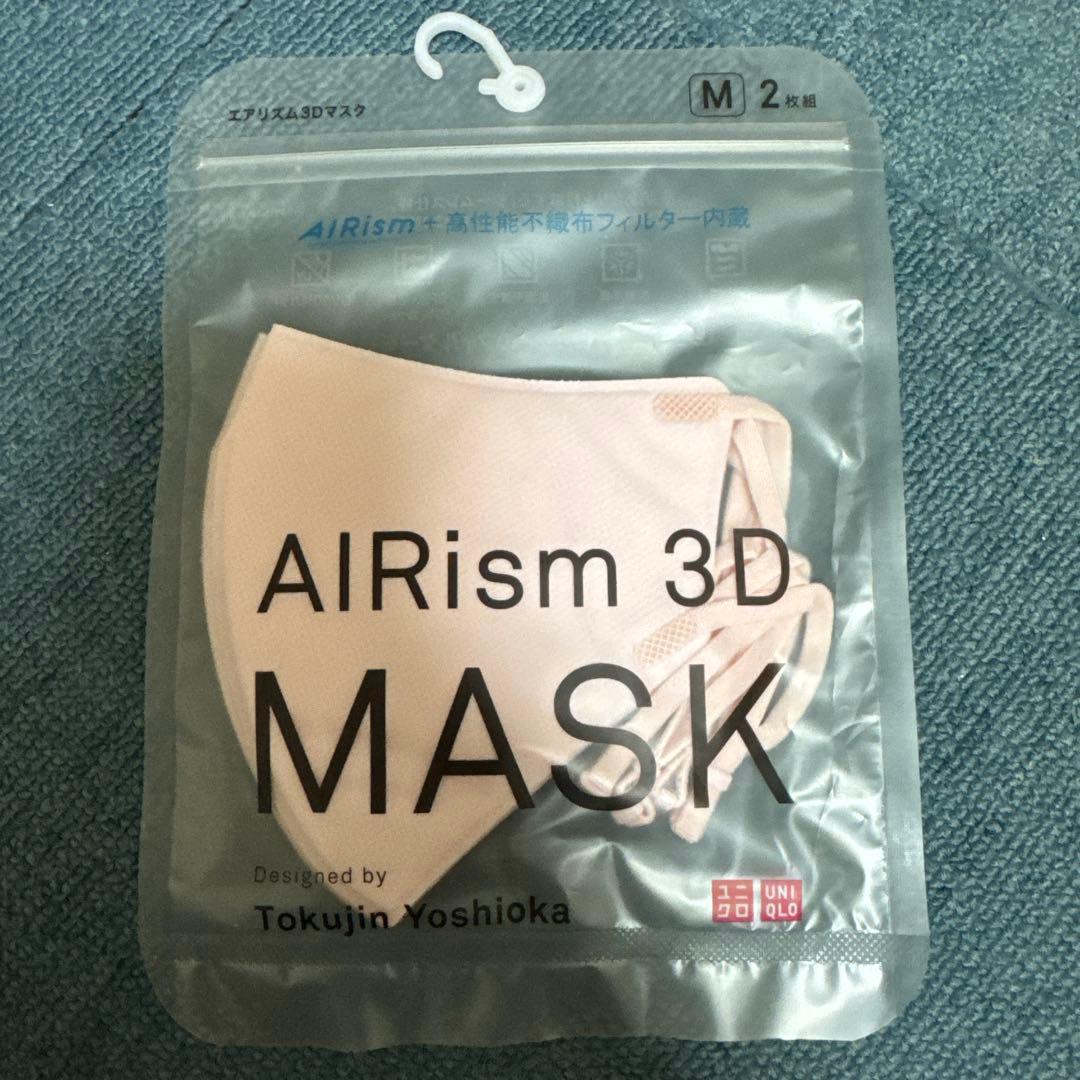 エアリズム3Dマスク
M 2枚組
AIRism+高性能不織布フィルター内蔵
AIRism 3D
MASK
Designed by
Tokujin Yoshioka
ユニ
クロ
UNI
QLO